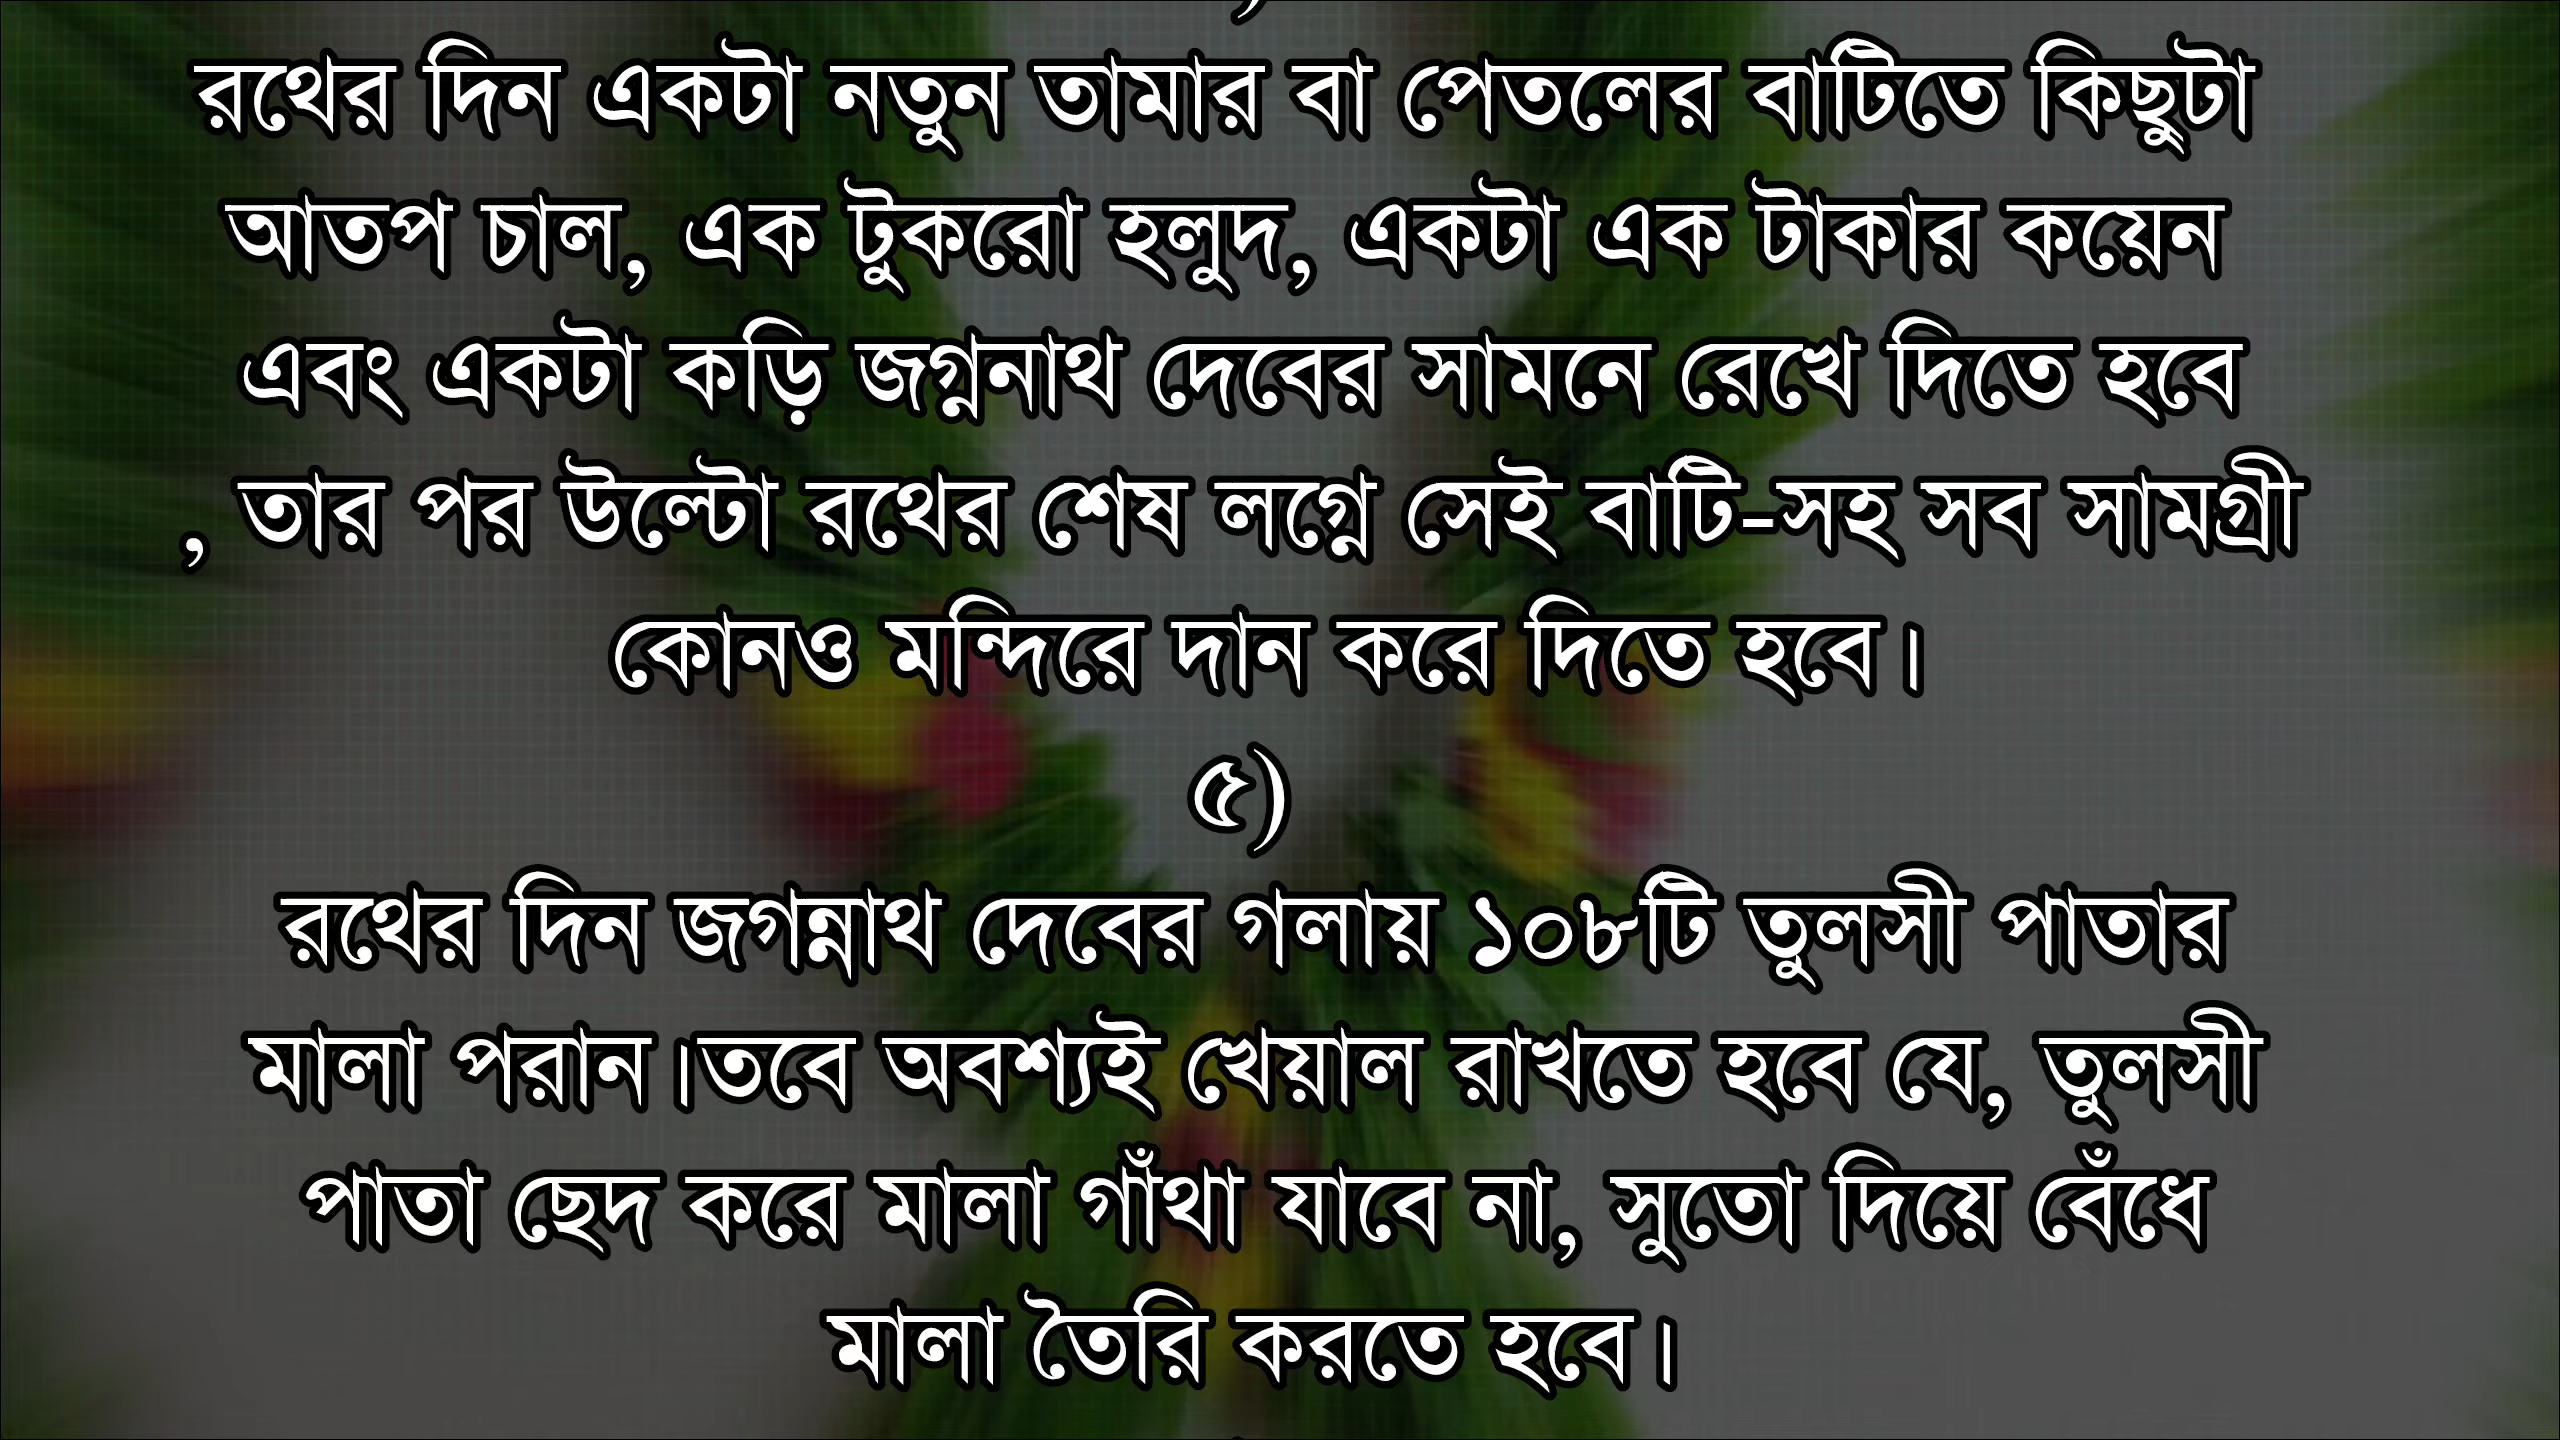 রথের দিন একটা নতুন তামার বা পেতলের বাটিতে কিছুটা
আতপ চাল, এক টুকরো হলুদ, একটা এক টাকার কয়েন
এবং একটা কড়ি জগ্ননাথ দেবের সামনে রেখে দিতে হবে
, তার পর উল্টো রথের শেষ লগ্নে সেই বাটি-সহ সব সামগ্রী
কোনও মন্দিরে দান করে দিতে হবে।
৫)
রথের দিন জগন্নাথ দেবের গলায় ১০৮টি তুলসী পাতার
মালা পরান।তবে অবশ্যই খেয়াল রাখতে হবে যে, তুলসী
পাতা ছেদ করে মালা গাঁথা যাবে না, সুতো দিয়ে বেঁধে
মালা তৈরি করতে হবে।